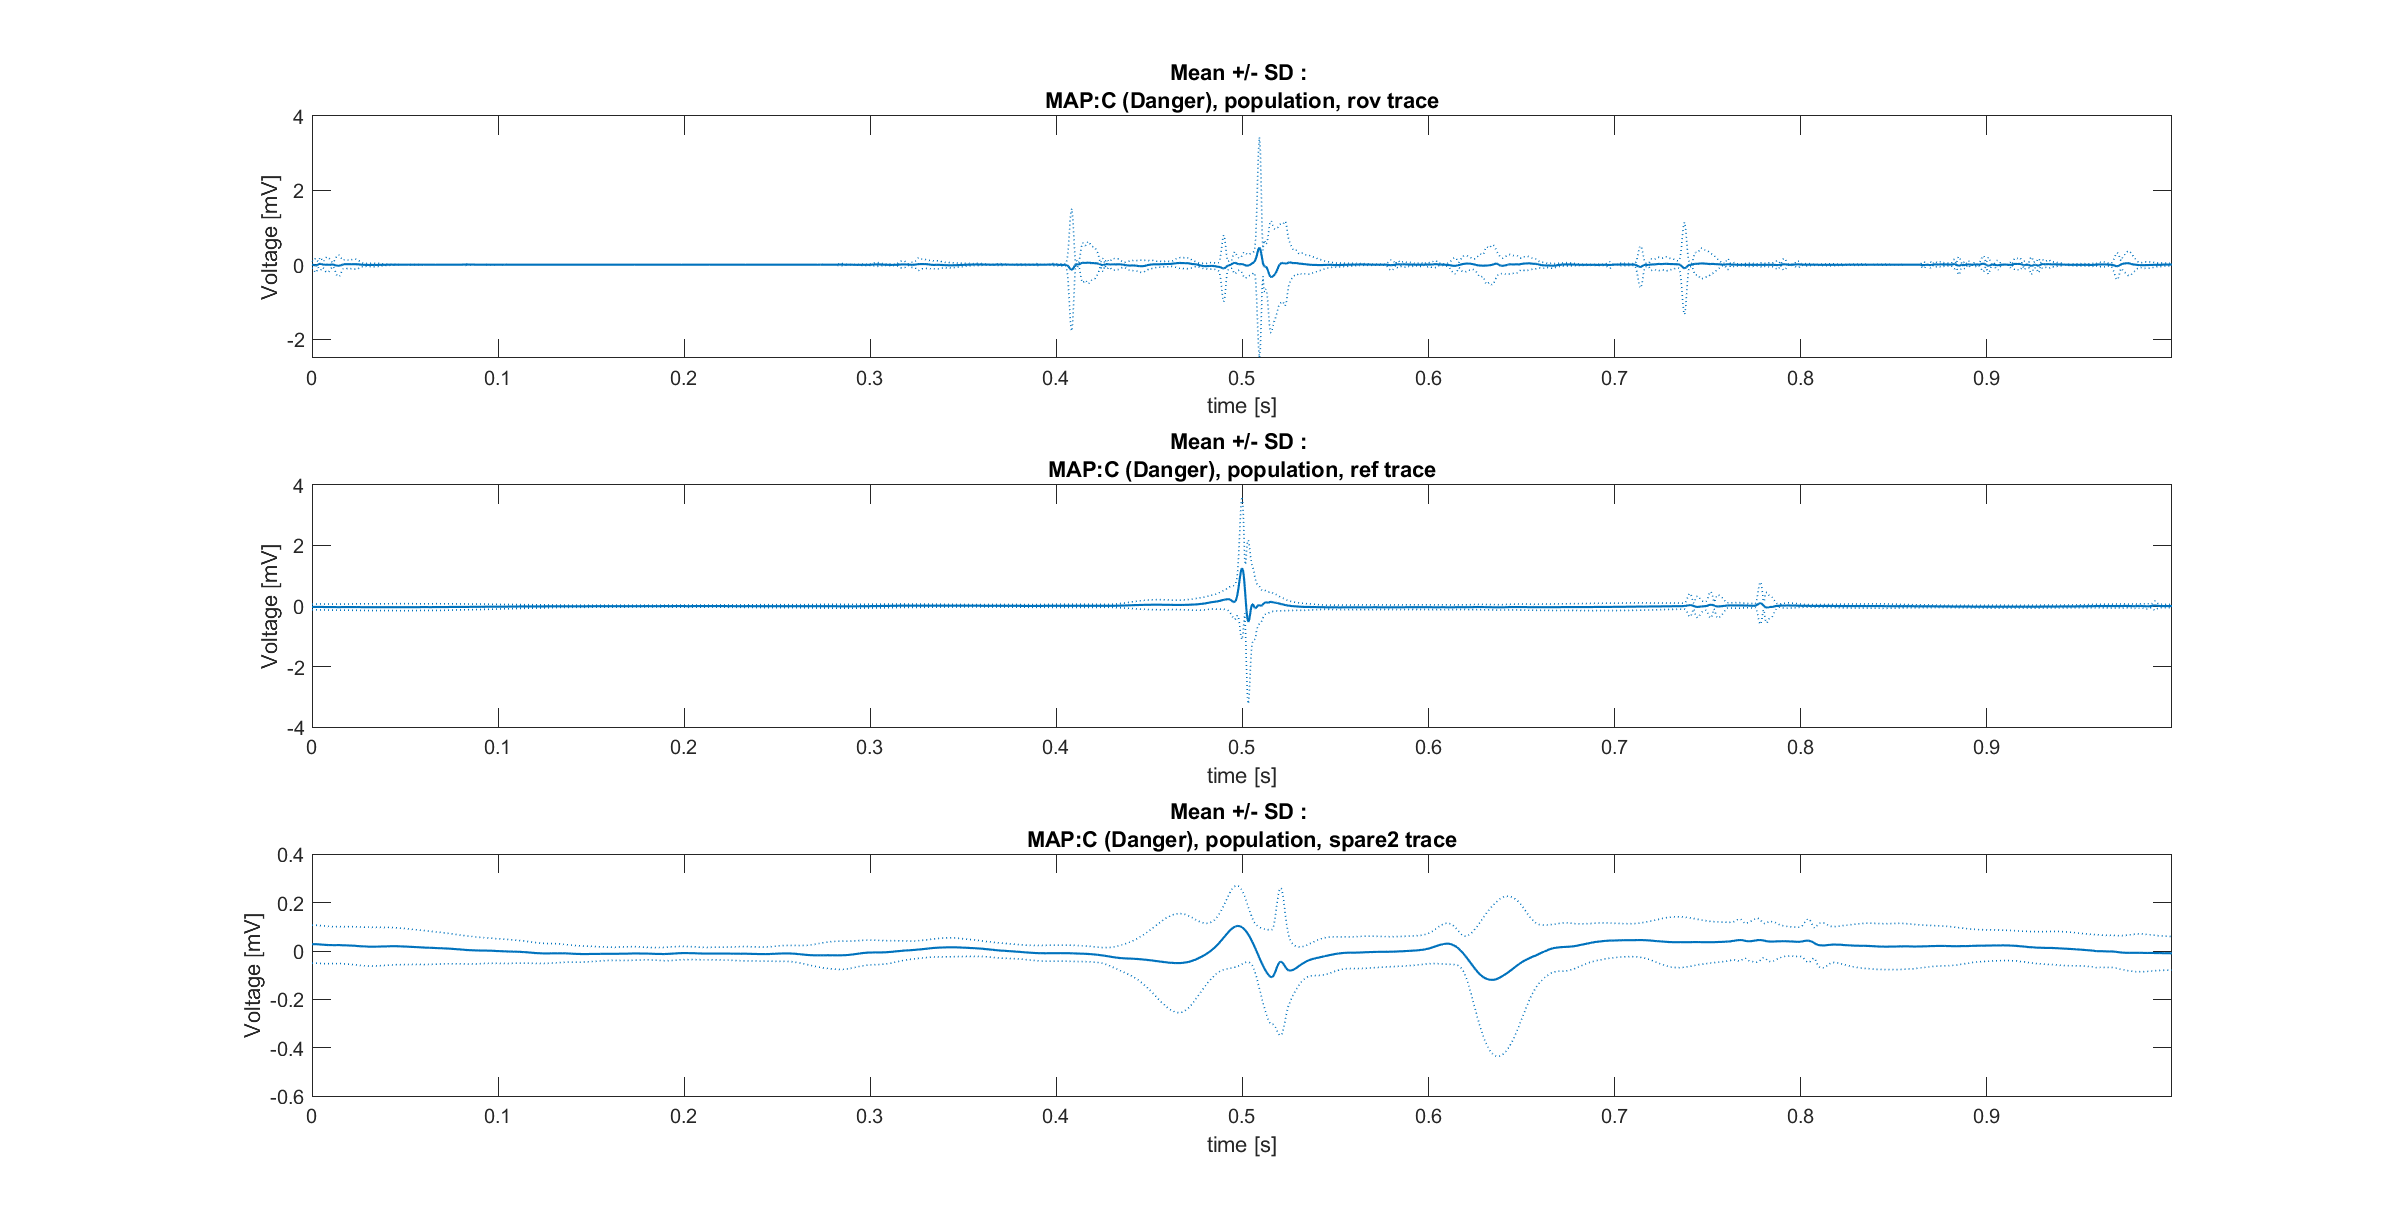 Mean +/- SD :
MAP:C (Danger), population, rov trace
4
2
0
-2
Voltage [mV]
0 0.1 0.2 0.3 0.4 0.5 0.6 0.7 0.8 0.9
time [s]
Mean +/- SD :
MAP:C (Danger), population, ref trace
4
2
0
-2
-4
Voltage [mV]
0 0.1 0.2 0.3 0.4 0.5 0.6 0.7 0.8 0.9
time [s]
Mean +/- SD :
MAP:C (Danger), population, spare2 trace
0.4
0.2
0
-0.2
-0.4
-0.6
Voltage [mV]
0 0.1 0.2 0.3 0.4 0.5 0.6 0.7 0.8 0.9
time [s]